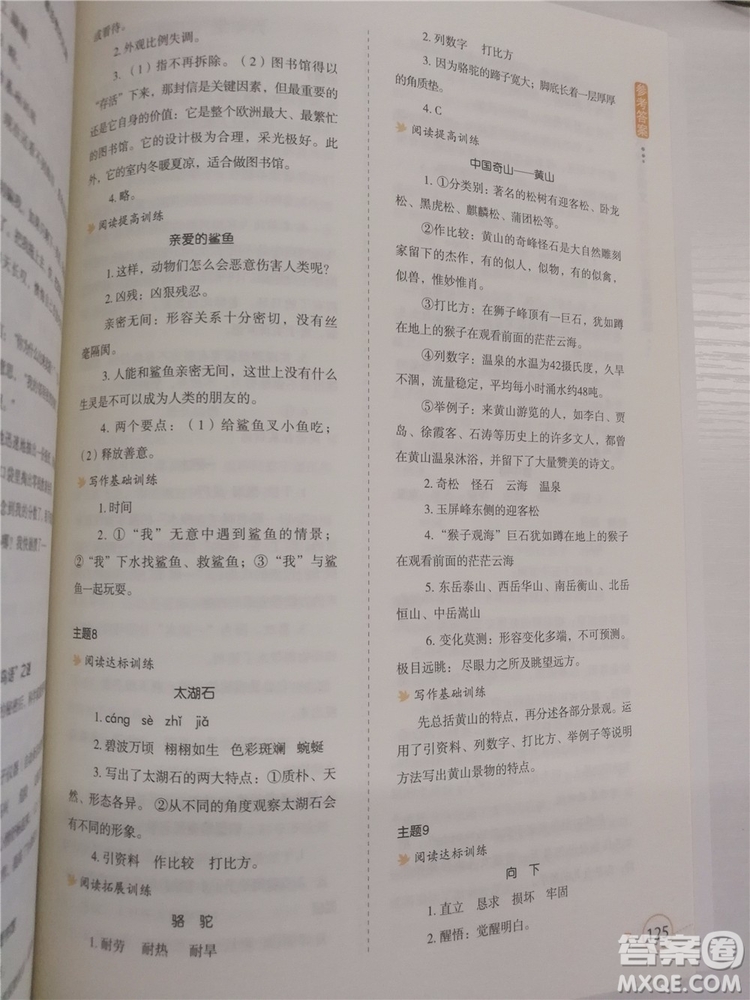 或看待。
2. 外观比例失调。
3. （1）指不再拆除。（2）图书馆得以
“存活”下来，那封信是关键因素，但最主要的
还是它自身的价值：它是整个欧洲最大、最繁忙
的图书馆。它的设计极为合理，采光极好。此
外，它的室内冬暖夏凉，适合做图书馆。
4. 略。
阅读提高训练
亲爱的鲨鱼
1. 这样，动物们怎么会恶意伤害人类呢？
2. 凶残：凶狠残忍。
亲密无间：形容关系十分密切，没有丝
毫隔阂。
3. 人能和鲨鱼亲密无间，这世上没有什么
生灵是不可以成为人类的朋友的。
4. 两个要点：（1）给鲨鱼叉小鱼吃；
（2）释放善意。
写作基础训练
1. 时间
2. ①“我”无意中遇到鲨鱼的情景；
②“我”下水找鲨鱼、救鲨鱼；③“我”与鲨
鱼一起玩耍。
主题8
阅读达标训练
太湖石
1. cáng sè zhǐ jiǎ
2. 碧波万顷 栩栩如生 色彩斑斓 蜿蜒
3. 写出了太湖石的两大特点：①质朴、天
然、形态各异。②从不同的角度观察太湖石会
有不同的形象。
4. 引资料 作比较 打比方。
阅读拓展训练
骆驼
1. 耐劳 耐热 耐旱
2. 列数字 打比方
3. 因为骆驼的蹄子宽大；脚底长着一层厚厚
的角质垫。
4. C
阅读提高训练
中国奇山——黄山
1. ①分类别：著名的松树有迎客松、卧龙
松、黑虎松、麒麟松、蒲团松等。
②作比较：黄山的奇峰怪石是大自然雕刻
家留下的杰作，有的似人，似物，有的似禽，
似兽，惟妙惟肖。
③打比方：在狮子峰顶有一巨石，犹如蹲
在地上的猴子在观看前面的茫茫云海。
④列数字：温泉的水温为42摄氏度，久旱
不涸，流量稳定，平均每小时涌水约48吨。
⑤举例子：来黄山游览的人，如李白、贾
岛、徐霞客、石涛等历史上的许多文人，都曾
在黄山温泉沐浴，并留下了大量赞美的诗文。
2. 奇松 怪石 云海 温泉
3. 玉屏峰东侧的迎客松
4. “猴子观海”巨石犹如蹲在地上的猴子
在观看前面的茫茫云海
5. 东岳泰山、西岳华山、南岳衡山、北岳
恒山、中岳嵩山
6. 变化莫测：形容变化多端，不可预测。
极目远眺：尽眼力之所及眺望远方。
写作基础训练
先总括黄山的特点，再分述各部分景观。运
用了引资料、列数字、打比方、举例子等说明
方法写出黄山景物的特点。
主题9
阅读达标训练
向下
1. 直立 恳求 损坏 牢固
2. 醒悟：觉醒明白。
参考答案
125
答案圈
MXQE.COM